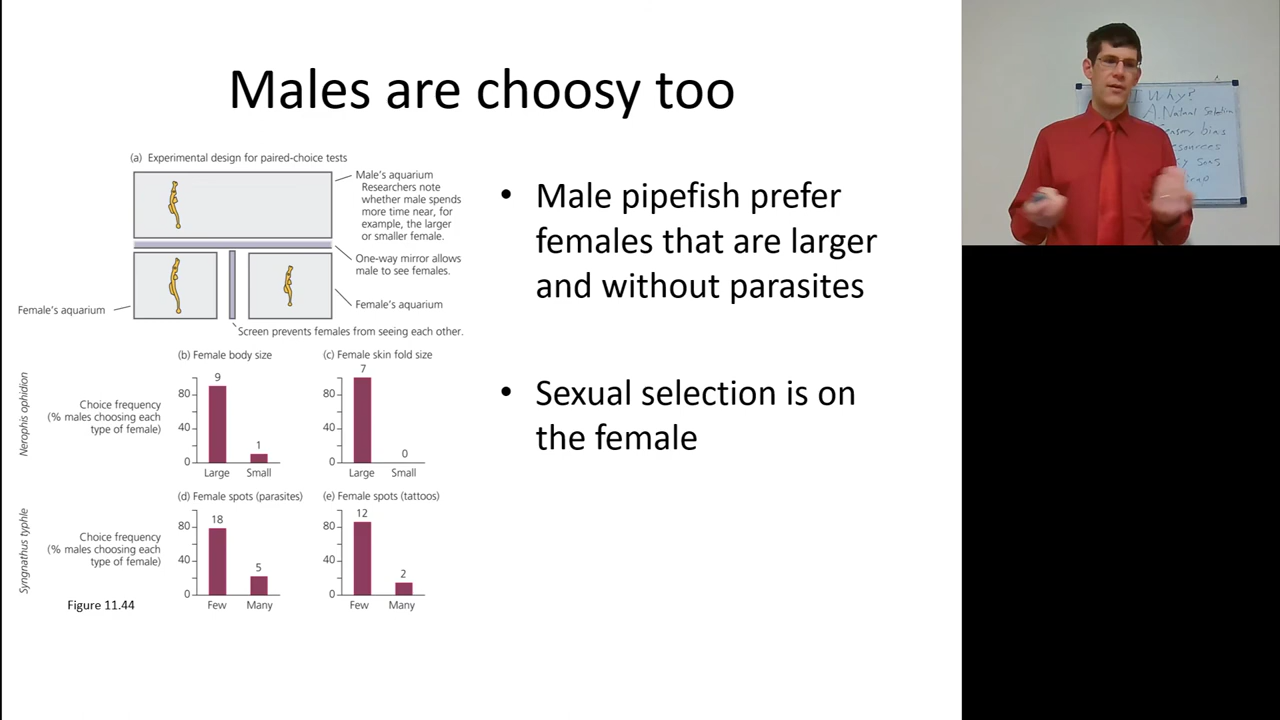 Males are choosy too
(a) Experimental design for paired-choice tests
Male's aquarium
Researchers note
whether male spends
more time near, for
example, the larger
or smaller female.
One-way mirror allows
male to see females.
Female's aquarium
Female's aquarium
Screen prevents females from seeing each other.
(b) Female body size
(c) Female skin fold size
Nerophis ophidion
Choice frequency
(% males choosing each
type of female)
80
40
0
9
1
Large Small
80
40
0
7
0
Large Small
(d) Female spots (parasites)
(e) Female spots (tattoos)
Syngnathus typhle
Choice frequency
(% males choosing each
type of female)
80
40
0
18
5
Few Many
80
40
0
12
2
Few Many
Figure 11.44
• Male pipefish prefer
females that are larger
and without parasites
• Sexual selection is on
the female
I Why?
A. Natural Selection
sensory bias